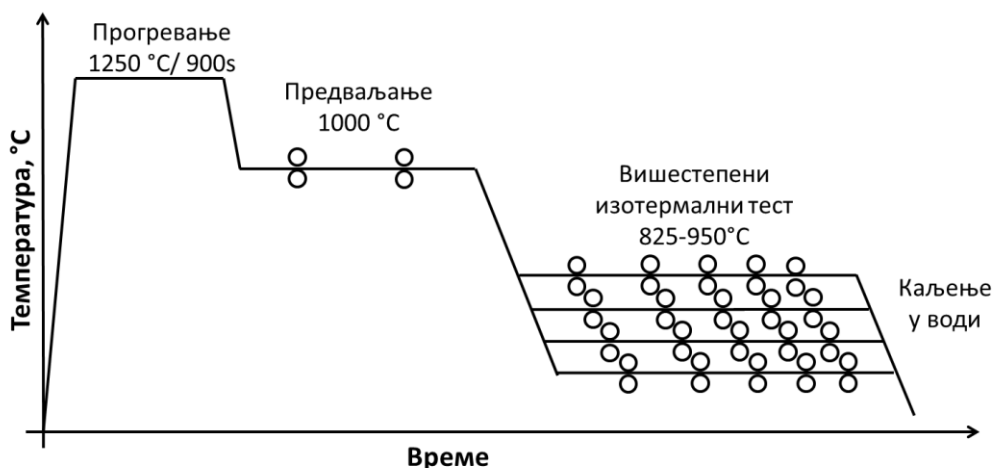 Прогревање
1250 °C/ 900s
Предваљање
1000 °C
Вишестепени
изотермални тест
825-950°C
Каљење
у води
Температура, °C
Време